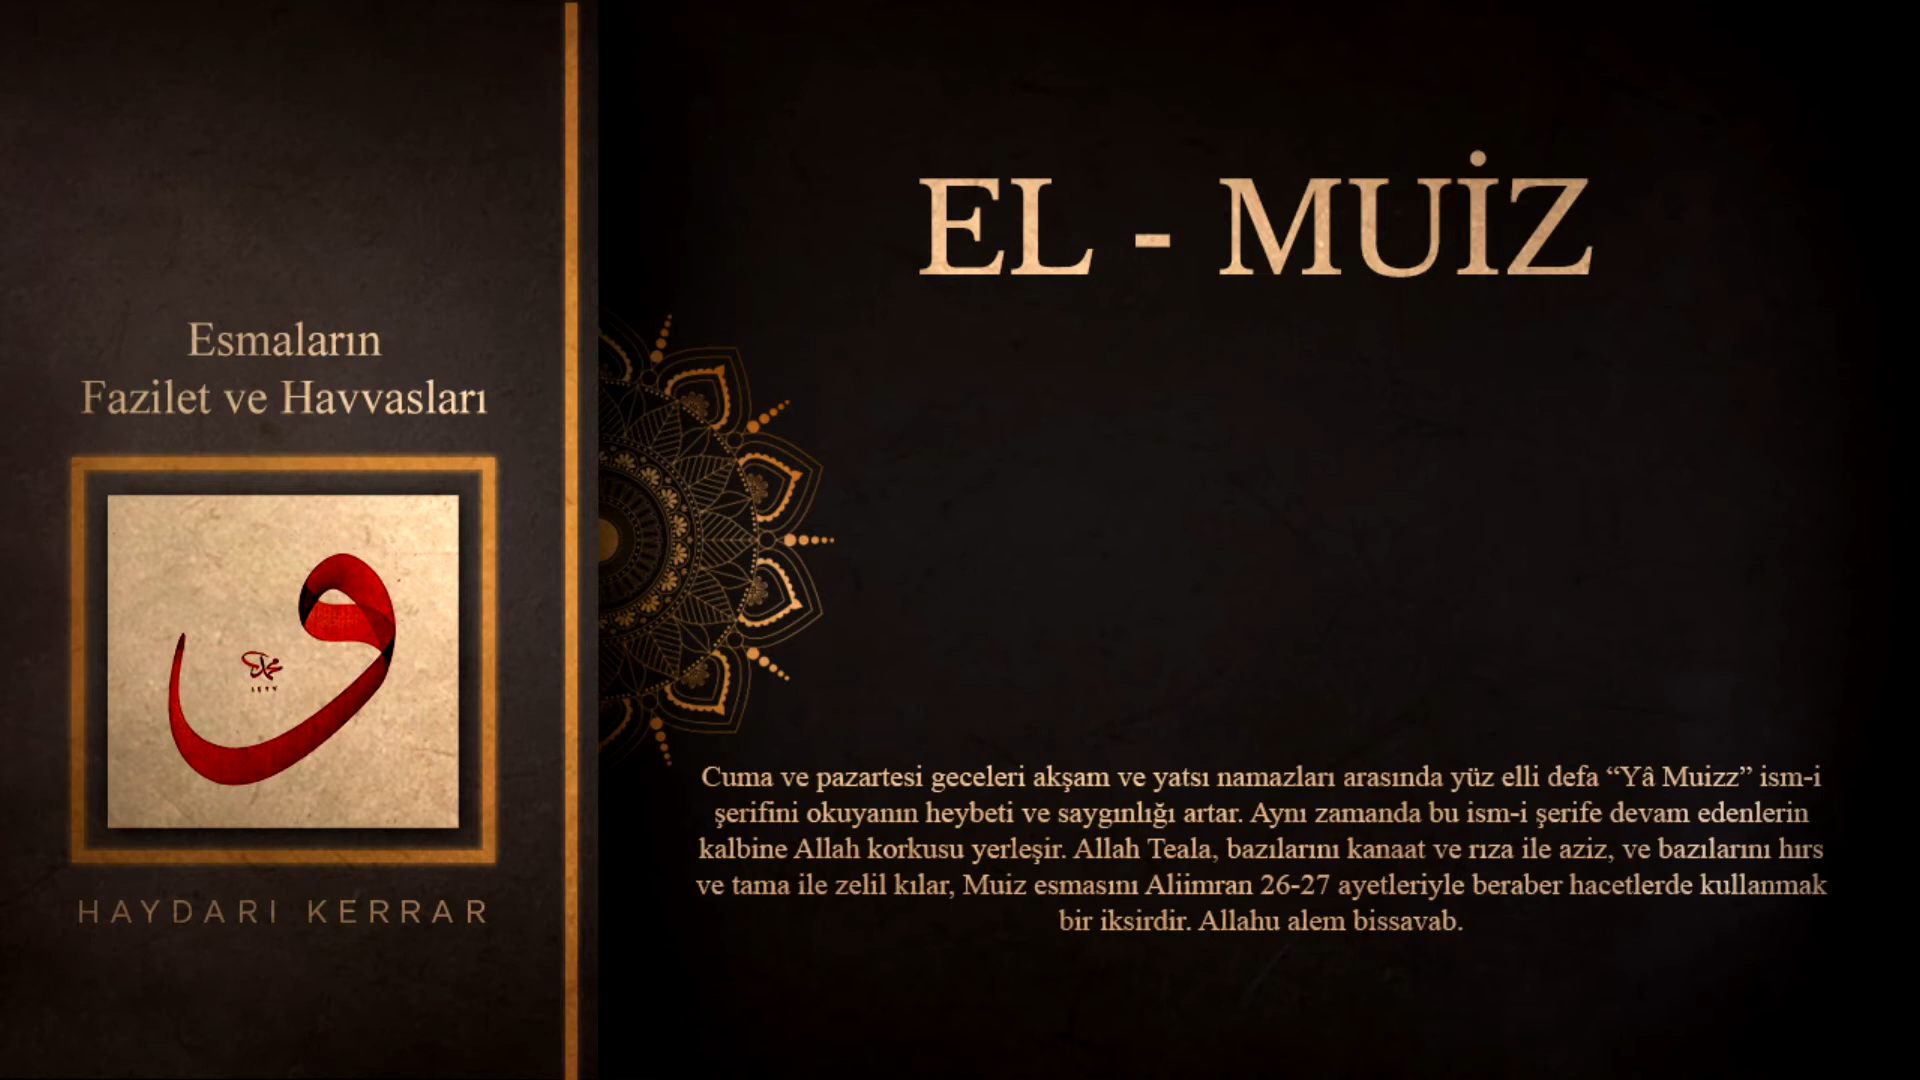 Esmaların
Fazilet ve Havvasları
و
محمد
١٤٢٧
HAYDARI KERRAR
EL - MUİZ
Cuma ve pazartesi geceleri akşam ve yatsı namazları arasında yüz elli defa “Yâ Muizz” ism-i
şerifini okuyanın heybeti ve saygınlığı artar. Aynı zamanda bu ism-i şerife devam edenlerin
kalbine Allah korkusu yerleşir. Allah Teala, bazılarını kanaat ve rıza ile aziz, ve bazılarını hırs
ve tama ile zelil kılar, Muiz esmasını Aliimran 26-27 ayetleriyle beraber hacetlerde kullanmak
bir iksirdir. Allahu alem bissavab.